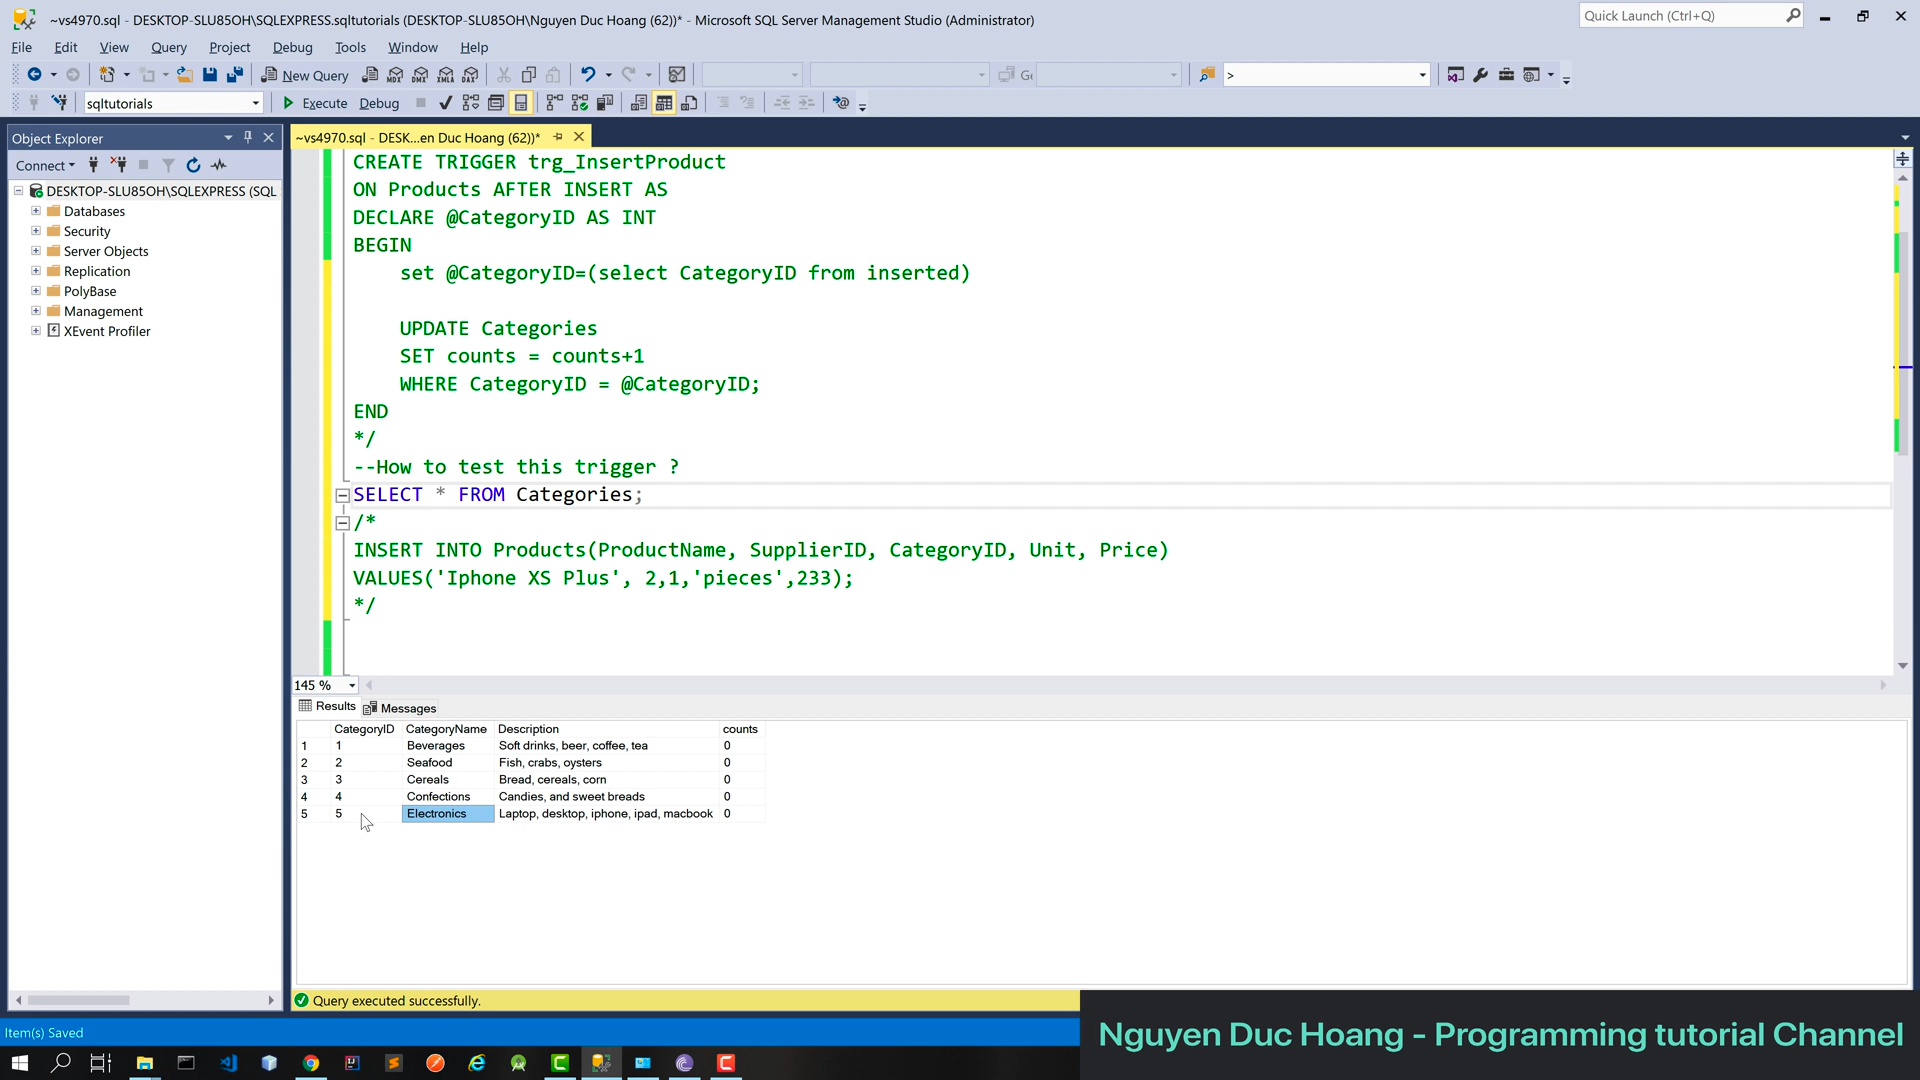 ~vs4970.sql - DESKTOP-SLU85OH\SQLEXPRESS.sqltutorials (DESKTOP-SLU85OH\Nguyen Duc Hoang (62))* - Microsoft SQL Server Management Studio (Administrator)
Quick Launch (Ctrl+Q)
File Edit View Query Project Debug Tools Window Help
New Query MDX DMX XMLA DAX Ge >
sqltutorials Execute Debug
Object Explorer
~vs4970.sql - DESK...en Duc Hoang (62))*
Connect
DESKTOP-SLU85OH\SQLEXPRESS (SQL
Databases
Security
Server Objects
Replication
PolyBase
Management
XEvent Profiler
CREATE TRIGGER trg_InsertProduct
ON Products AFTER INSERT AS
DECLARE @CategoryID AS INT
BEGIN
set @CategoryID=(select CategoryID from inserted)
UPDATE Categories
SET counts = counts+1
WHERE CategoryID = @CategoryID;
END
*/
--How to test this trigger ?
SELECT * FROM Categories;
/*
INSERT INTO Products(ProductName, SupplierID, CategoryID, Unit, Price)
VALUES('Iphone XS Plus', 2,1,'pieces',233);
*/
145 %
Results Messages
CategoryID CategoryName Description counts
1 1 Beverages Soft drinks, beer, coffee, tea 0
2 2 Seafood Fish, crabs, oysters 0
3 3 Cereals Bread, cereals, corn 0
4 4 Confections Candies, and sweet breads 0
5 5 Electronics Laptop, desktop, iphone, ipad, macbook 0
Query executed successfully.
Item(s) Saved
Nguyen Duc Hoang - Programming tutorial Channel